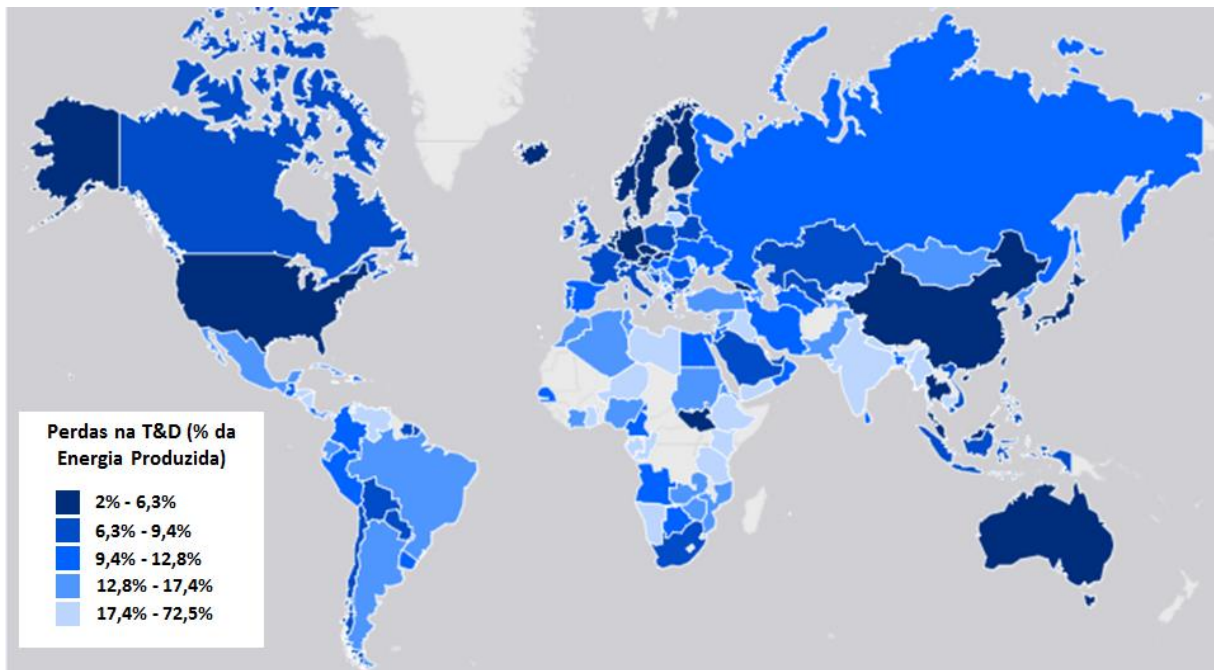 Perdas na T&D (% da
Energia Produzida)
2% - 6,3%
6,3% - 9,4%
9,4% - 12,8%
12,8% - 17,4%
17,4% - 72,5%